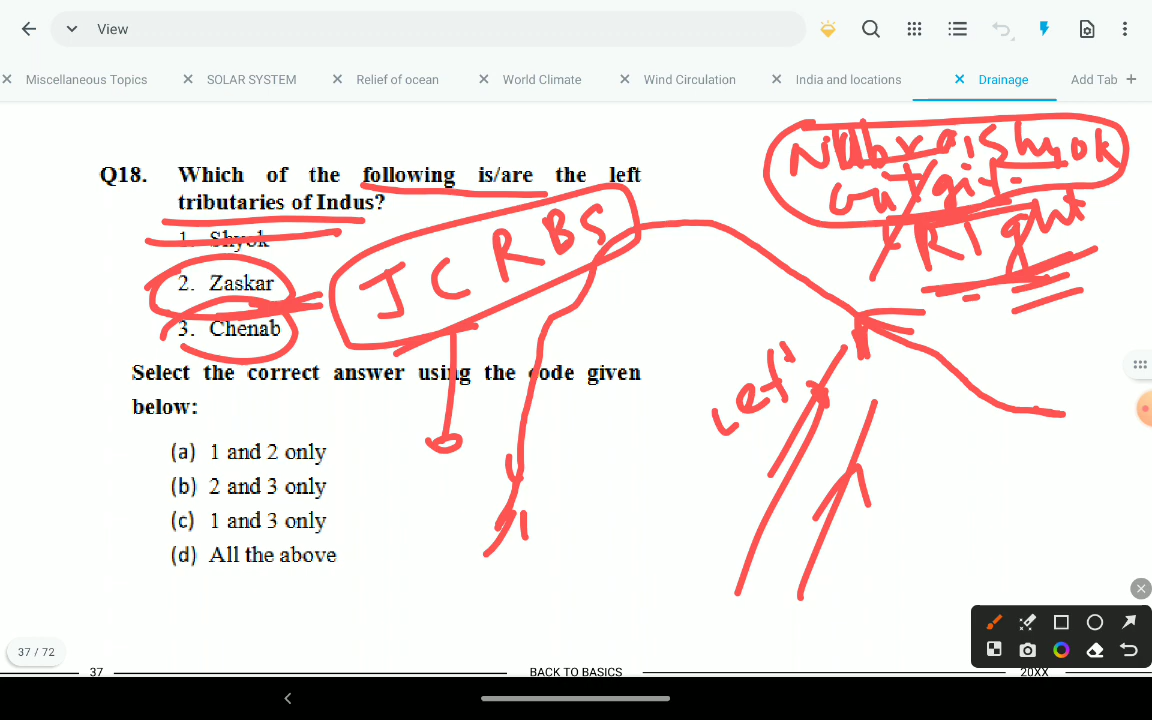 View
Miscellaneous Topics SOLAR SYSTEM Relief of ocean World Climate Wind Circulation India and locations Drainage Add Tab +
Q18. Which of the following is/are the left
tributaries of Indus?
1. Shyok
2. Zaskar
3. Chenab
Select the correct answer using the code given
below:
(a) 1 and 2 only
(b) 2 and 3 only
(c) 1 and 3 only
(d) All the above
J C R B S
Nubra Shyok
Right
Left
37 / 72
37 BACK TO BASICS 20XX